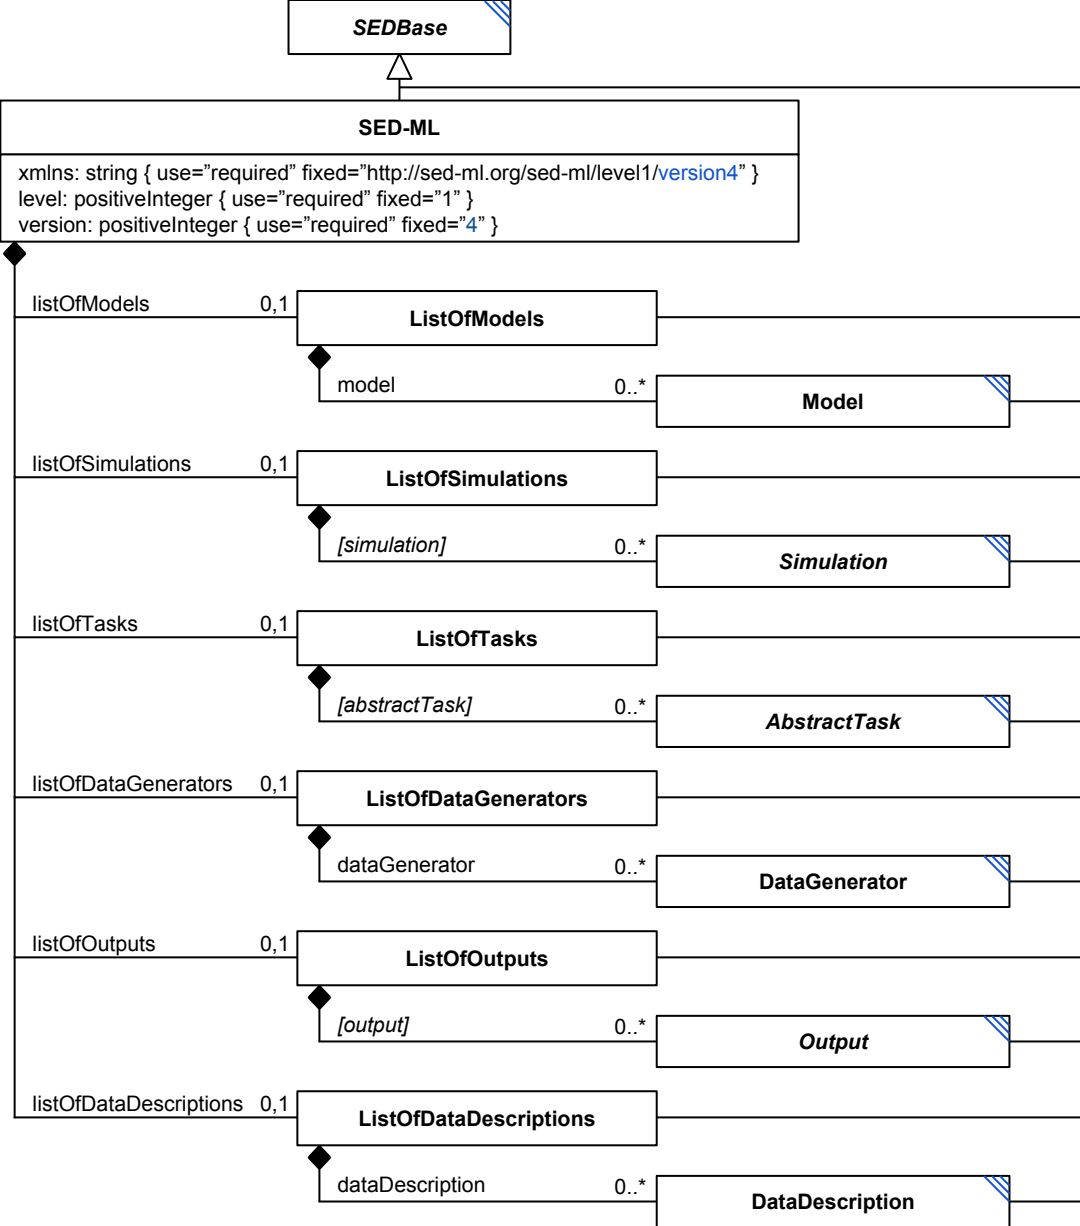 SEDBase
SED-ML
xmlns: string { use=”required” fixed=”http://sed-ml.org/sed-ml/level1/version4” }
level: positiveInteger { use=”required” fixed=”1” }
version: positiveInteger { use=”required” fixed=”4” }
listOfModels 0,1 ListOfModels
model 0..* Model
listOfSimulations 0,1 ListOfSimulations
[simulation] 0..* Simulation
listOfTasks 0,1 ListOfTasks
[abstractTask] 0..* AbstractTask
listOfDataGenerators 0,1 ListOfDataGenerators
dataGenerator 0..* DataGenerator
listOfOutputs 0,1 ListOfOutputs
[output] 0..* Output
listOfDataDescriptions 0,1 ListOfDataDescriptions
dataDescription 0..* DataDescription